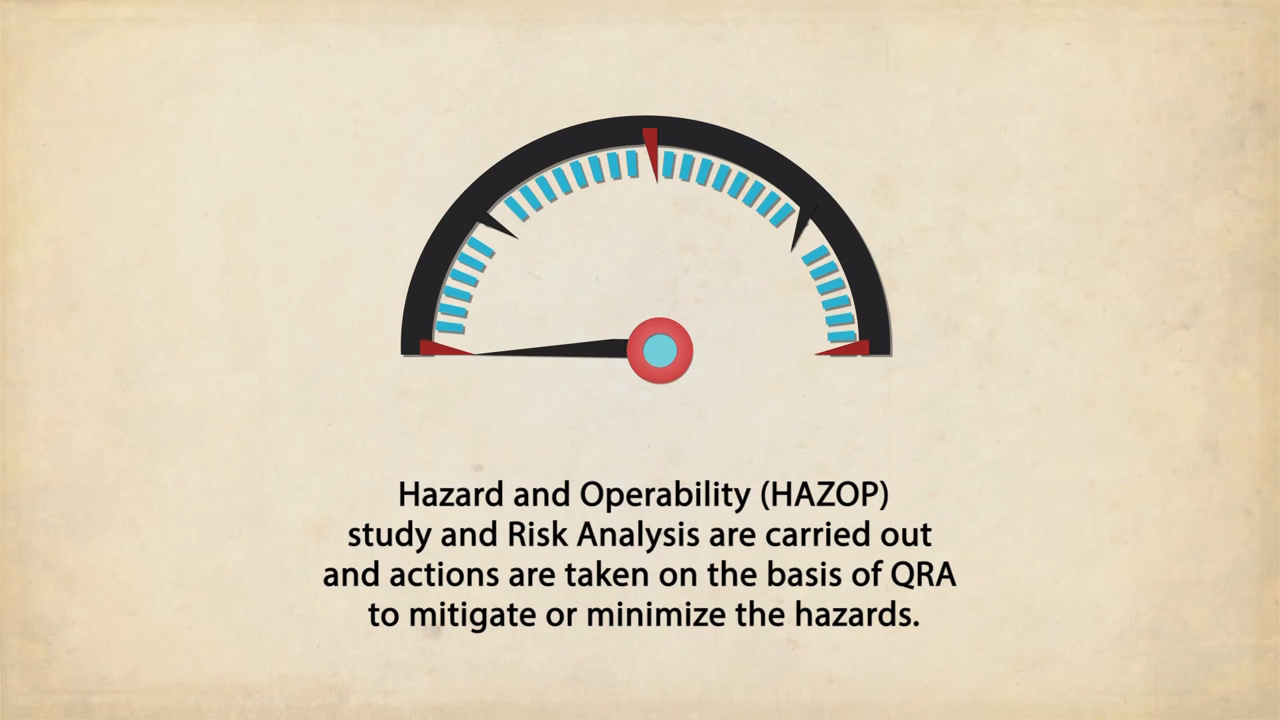 Hazard and Operability (HAZOP)
study and Risk Analysis are carried out
and actions are taken on the basis of QRA
to mitigate or minimize the hazards.